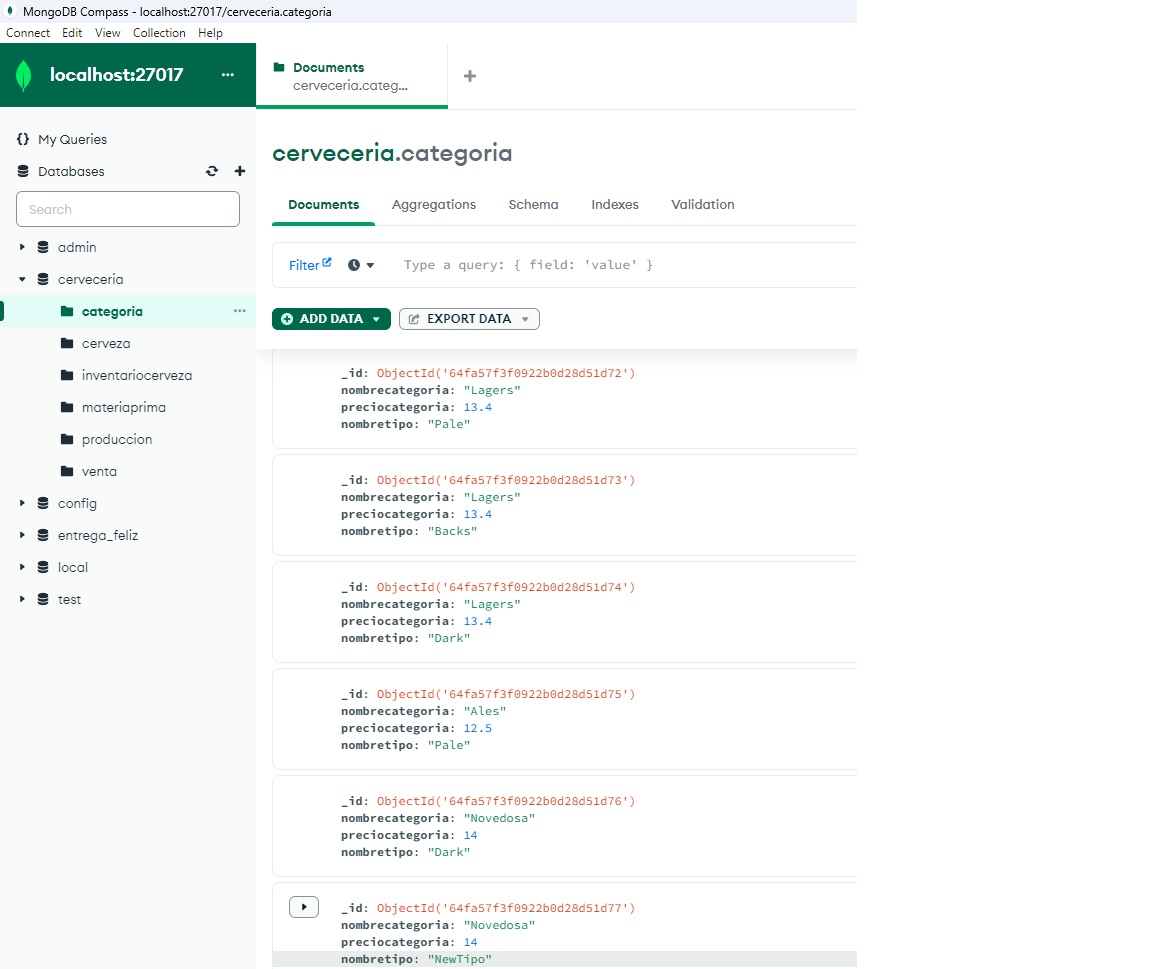 MongoDB Compass - localhost:27017/cerveceria.categoria
Connect Edit View Collection Help
localhost:27017 ...
Documents
cerveceria.categ...
My Queries
Databases
Search
admin
cerveceria
categoria ...
cerveza
inventariocerveza
materiaprima
produccion
venta
config
entrega_feliz
local
test
cerveceria.categoria
Documents Aggregations Schema Indexes Validation
Filter Type a query: { field: 'value' }
ADD DATA EXPORT DATA
_id: ObjectId('64fa57f3f0922b0d28d51d72')
nombrecategoria: "Lagers"
preciocategoria: 13.4
nombretipo: "Pale"
_id: ObjectId('64fa57f3f0922b0d28d51d73')
nombrecategoria: "Lagers"
preciocategoria: 13.4
nombretipo: "Backs"
_id: ObjectId('64fa57f3f0922b0d28d51d74')
nombrecategoria: "Lagers"
preciocategoria: 13.4
nombretipo: "Dark"
_id: ObjectId('64fa57f3f0922b0d28d51d75')
nombrecategoria: "Ales"
preciocategoria: 12.5
nombretipo: "Pale"
_id: ObjectId('64fa57f3f0922b0d28d51d76')
nombrecategoria: "Novedosa"
preciocategoria: 14
nombretipo: "Dark"
_id: ObjectId('64fa57f3f0922b0d28d51d77')
nombrecategoria: "Novedosa"
preciocategoria: 14
nombretipo: "NewTipo"